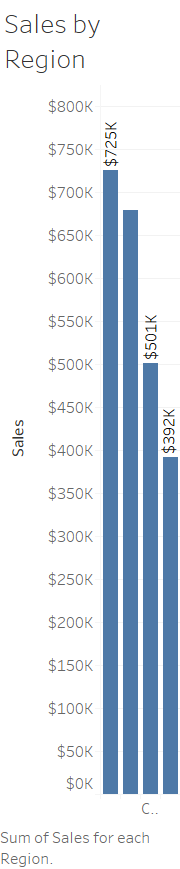 Sales by
Region
$800K
$750K
$700K
$650K
$600K
$550K
$500K
$450K
$400K
$350K
$300K
$250K
$200K
$150K
$100K
$50K
$0K
Sales
$725K
$501K
$392K
C..
Sum of Sales for each
Region.